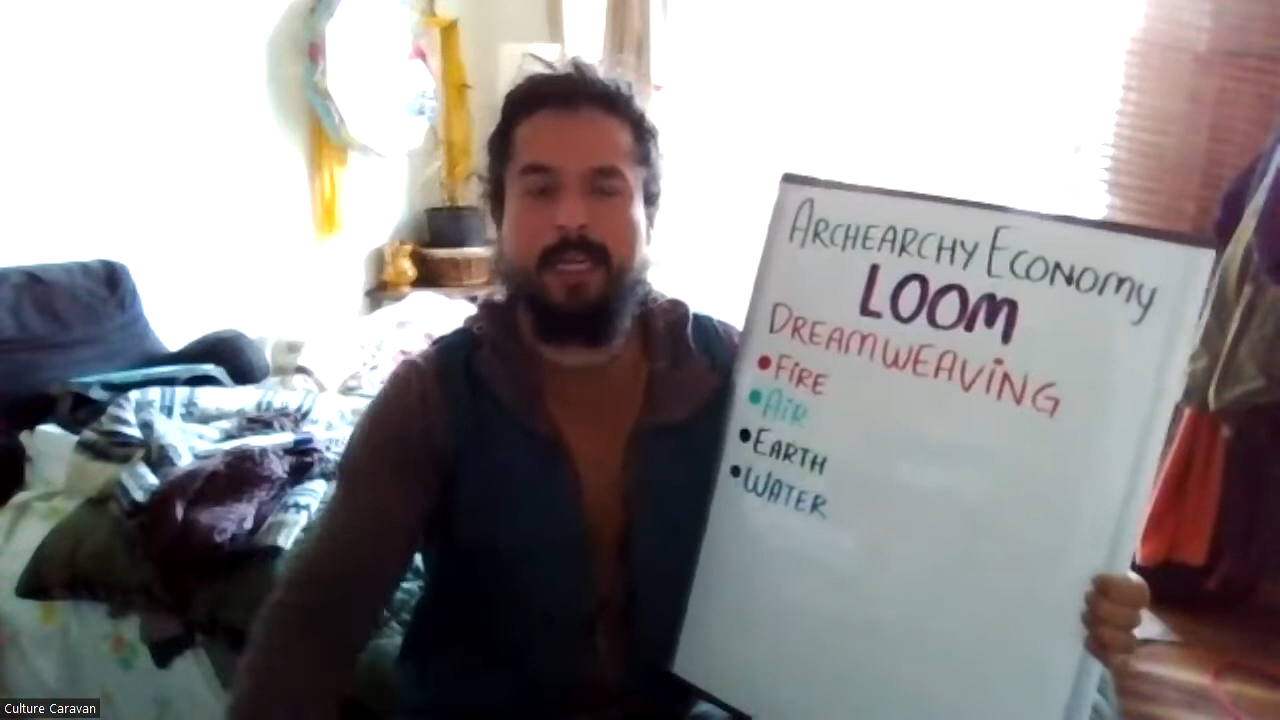 ARCHEARCHY ECONOMY
LOOM
DREAMWEAVING
• FIRE
• AIR
• EARTH
• WATER
Culture Caravan